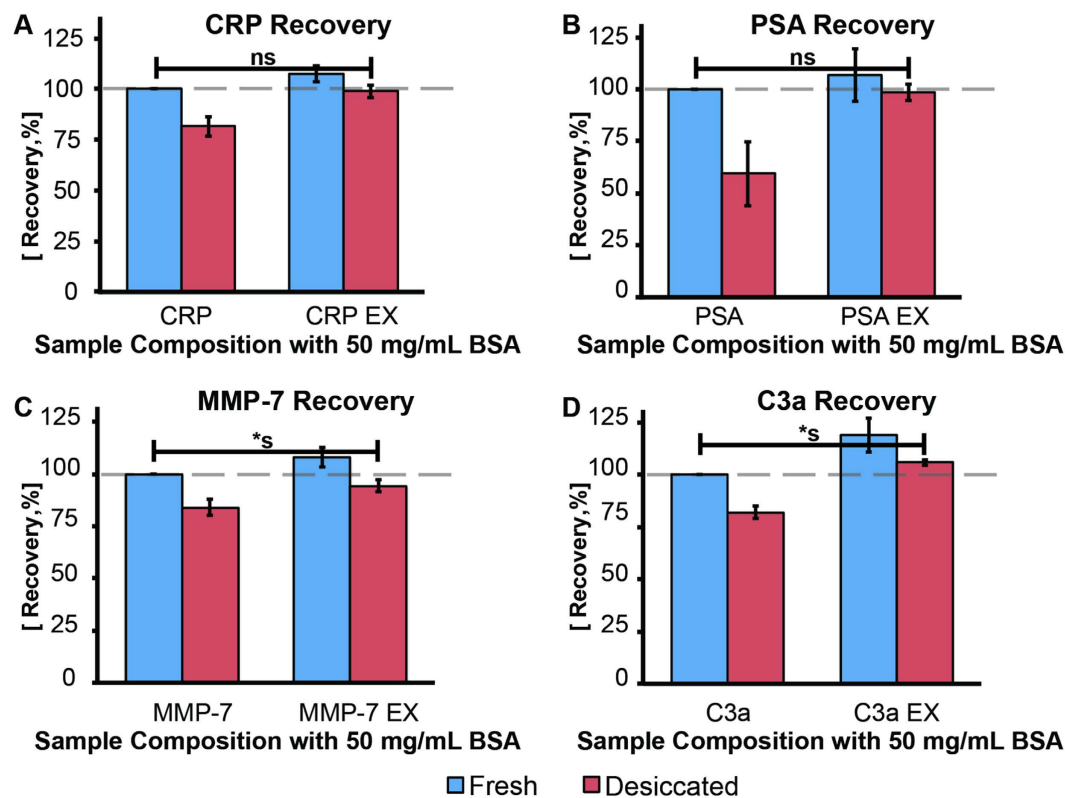 A
CRP Recovery
125
100
75
50
25
0
[ Recovery,%]
ns
CRP
CRP EX
Sample Composition with 50 mg/mL BSA
B
PSA Recovery
125
100
75
50
25
0
[ Recovery,%]
ns
PSA
PSA EX
Sample Composition with 50 mg/mL BSA
C
MMP-7 Recovery
125
100
75
50
25
0
[ Recovery,%]
*s
MMP-7
MMP-7 EX
Sample Composition with 50 mg/mL BSA
D
C3a Recovery
125
100
75
50
25
0
[ Recovery,%]
*s
C3a
C3a EX
Sample Composition with 50 mg/mL BSA
Fresh
Desiccated